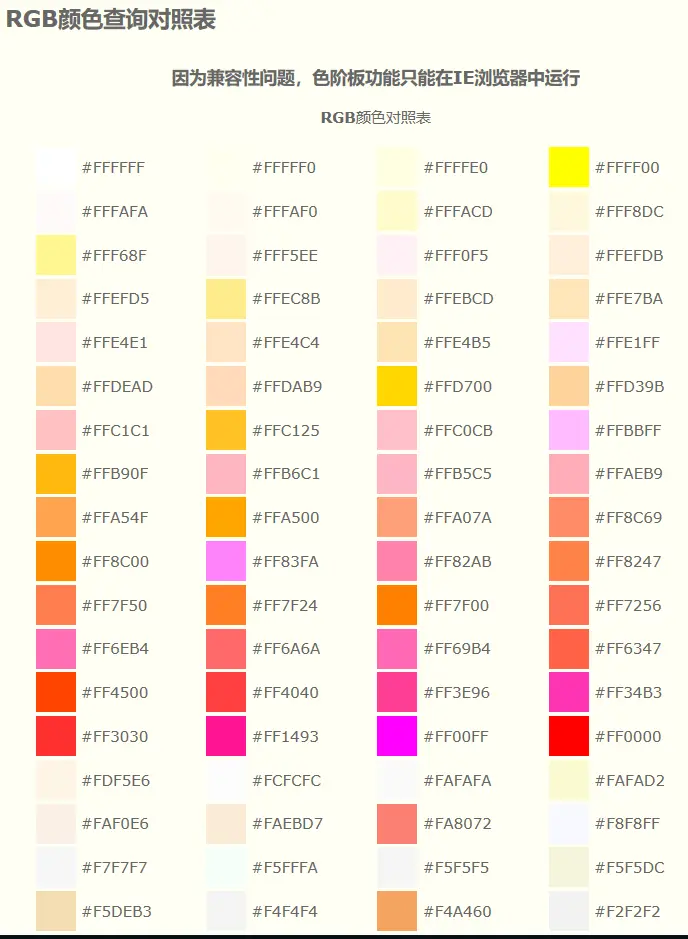 RGB颜色查询对照表
因为兼容性问题，色阶板功能只能在IE浏览器中运行
RGB颜色对照表
#FFFFFF #FFFFF0 #FFFFE0 #FFFF00
#FFFAFA #FFFAF0 #FFFACD #FFF8DC
#FFF68F #FFF5EE #FFF0F5 #FFEFDB
#FFEFD5 #FFEC8B #FFEBCD #FFE7BA
#FFE4E1 #FFE4C4 #FFE4B5 #FFE1FF
#FFDEAD #FFDAB9 #FFD700 #FFD39B
#FFC1C1 #FFC125 #FFC0CB #FFBBFF
#FFB90F #FFB6C1 #FFB5C5 #FFAEB9
#FFA54F #FFA500 #FFA07A #FF8C69
#FF8C00 #FF83FA #FF82AB #FF8247
#FF7F50 #FF7F24 #FF7F00 #FF7256
#FF6EB4 #FF6A6A #FF69B4 #FF6347
#FF4500 #FF4040 #FF3E96 #FF34B3
#FF3030 #FF1493 #FF00FF #FF0000
#FDF5E6 #FCFCFC #FAFAFA #FAFAD2
#FAF0E6 #FAEBD7 #FA8072 #F8F8FF
#F7F7F7 #F5FFFA #F5F5F5 #F5F5DC
#F5DEB3 #F4F4F4 #F4A460 #F2F2F2